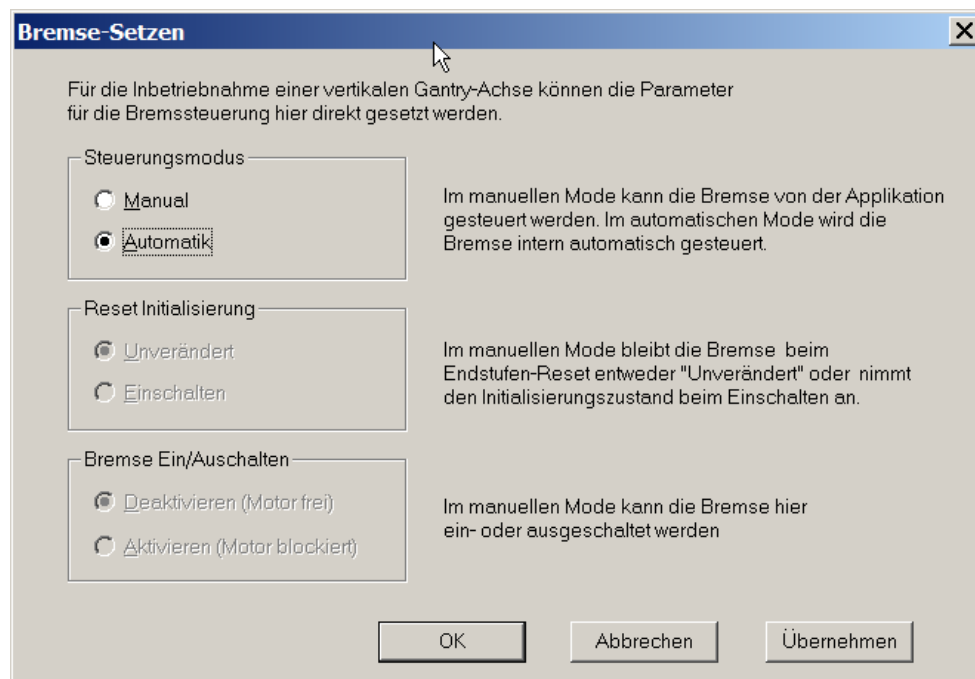 Bremse-Setzen
Für die Inbetriebnahme einer vertikalen Gantry-Achse können die Parameter
für die Bremssteuerung hier direkt gesetzt werden.
Steuerungsmodus
Manual
Automatik
Im manuellen Mode kann die Bremse von der Applikation
gesteuert werden. Im automatischen Mode wird die
Bremse intern automatisch gesteuert.
Reset Initialisierung
Unverändert
Einschalten
Im manuellen Mode bleibt die Bremse beim
Endstufen-Reset entweder "Unverändert" oder nimmt
den Initialisierungszustand beim Einschalten an.
Bremse Ein/Auschalten
Deaktivieren (Motor frei)
Aktivieren (Motor blockiert)
Im manuellen Mode kann die Bremse hier
ein- oder ausgeschaltet werden
OK
Abbrechen
Übernehmen